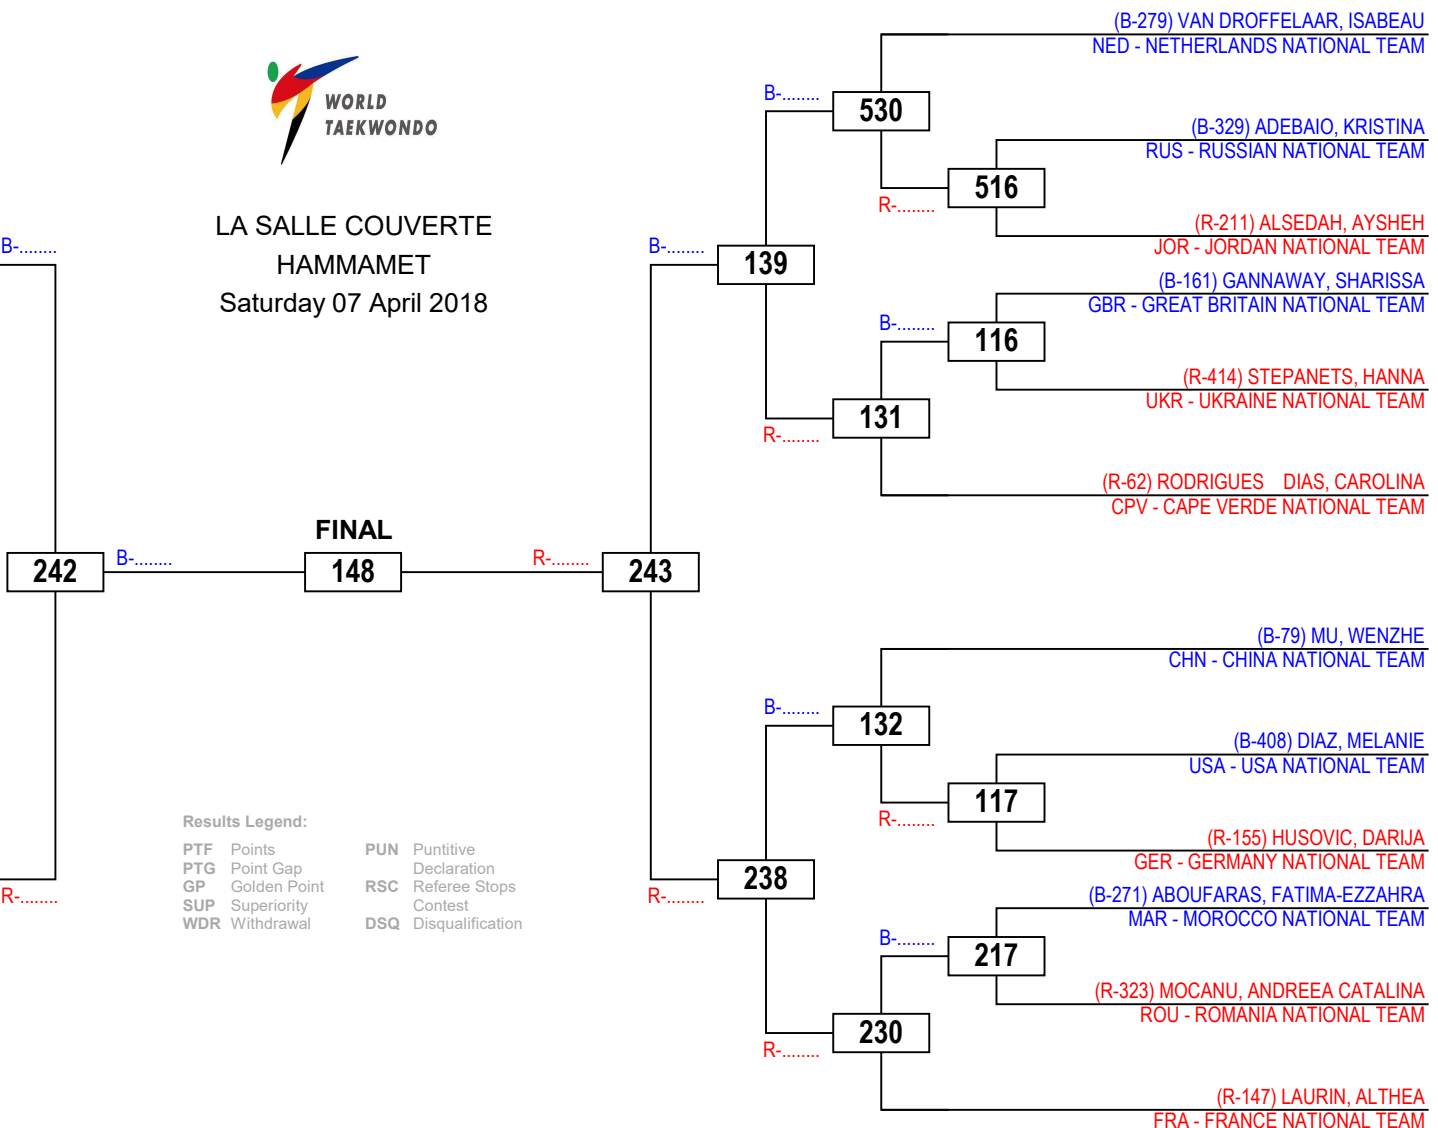 WORLD
TAEKWONDO
LA SALLE COUVERTE
HAMMAMET
Saturday 07 April 2018
(B-279) VAN DROFFELAAR, ISABEAU
NED - NETHERLANDS NATIONAL TEAM
B-........
530
(B-329) ADEBAIO, KRISTINA
RUS - RUSSIAN NATIONAL TEAM
516
R-........
(R-211) ALSEDAH, AYSHEH
JOR - JORDAN NATIONAL TEAM
B-........
B-........
139
(B-161) GANNAWAY, SHARISSA
GBR - GREAT BRITAIN NATIONAL TEAM
B-........
116
(R-414) STEPANETS, HANNA
UKR - UKRAINE NATIONAL TEAM
131
R-........
(R-62) RODRIGUES DIAS, CAROLINA
CPV - CAPE VERDE NATIONAL TEAM
FINAL
242
B-........
148
R-........
243
(B-79) MU, WENZHE
CHN - CHINA NATIONAL TEAM
B-........
132
(B-408) DIAZ, MELANIE
USA - USA NATIONAL TEAM
117
R-........
(R-155) HUSOVIC, DARIJA
GER - GERMANY NATIONAL TEAM
R-........
R-........
238
(B-271) ABOUFARAS, FATIMA-EZZAHRA
MAR - MOROCCO NATIONAL TEAM
B-........
217
(R-323) MOCANU, ANDREEA CATALINA
ROU - ROMANIA NATIONAL TEAM
230
R-........
(R-147) LAURIN, ALTHEA
FRA - FRANCE NATIONAL TEAM
Results Legend:
PTF Points
PTG Point Gap
GP Golden Point
SUP Superiority
WDR Withdrawal
PUN Puntitive
Declaration
RSC Referee Stops
Contest
DSQ Disqualification